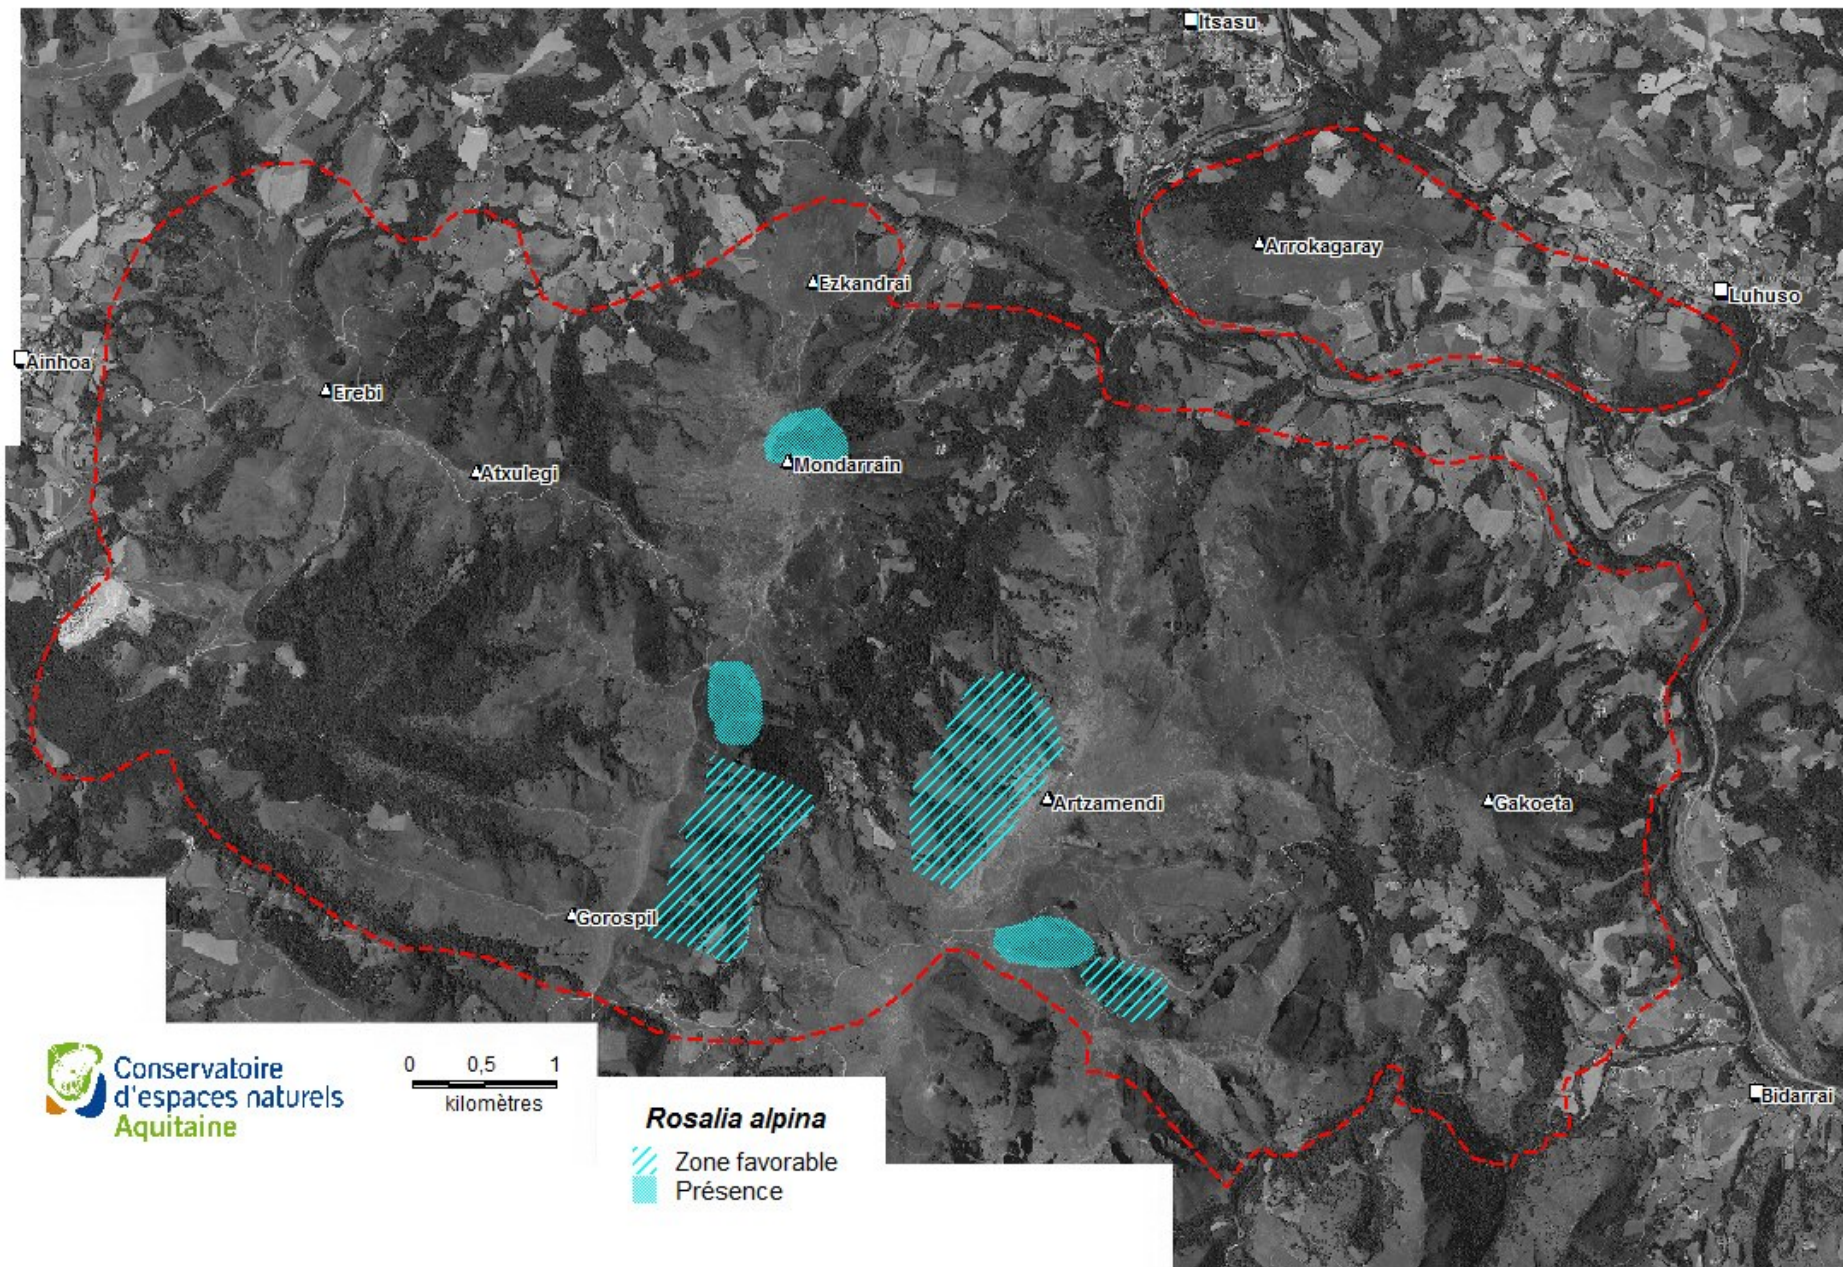 Itsasu
Arrokagaray
Ezkandrai
Luhuso
Ainhoa
Erebi
Mondarrain
Atxulegi
Artzamendi
Gakoeta
Gorospil
Conservatoire
d'espaces naturels
Aquitaine
0 0,5 1
kilomètres
Rosalia alpina
Zone favorable
Présence
Bidarrai